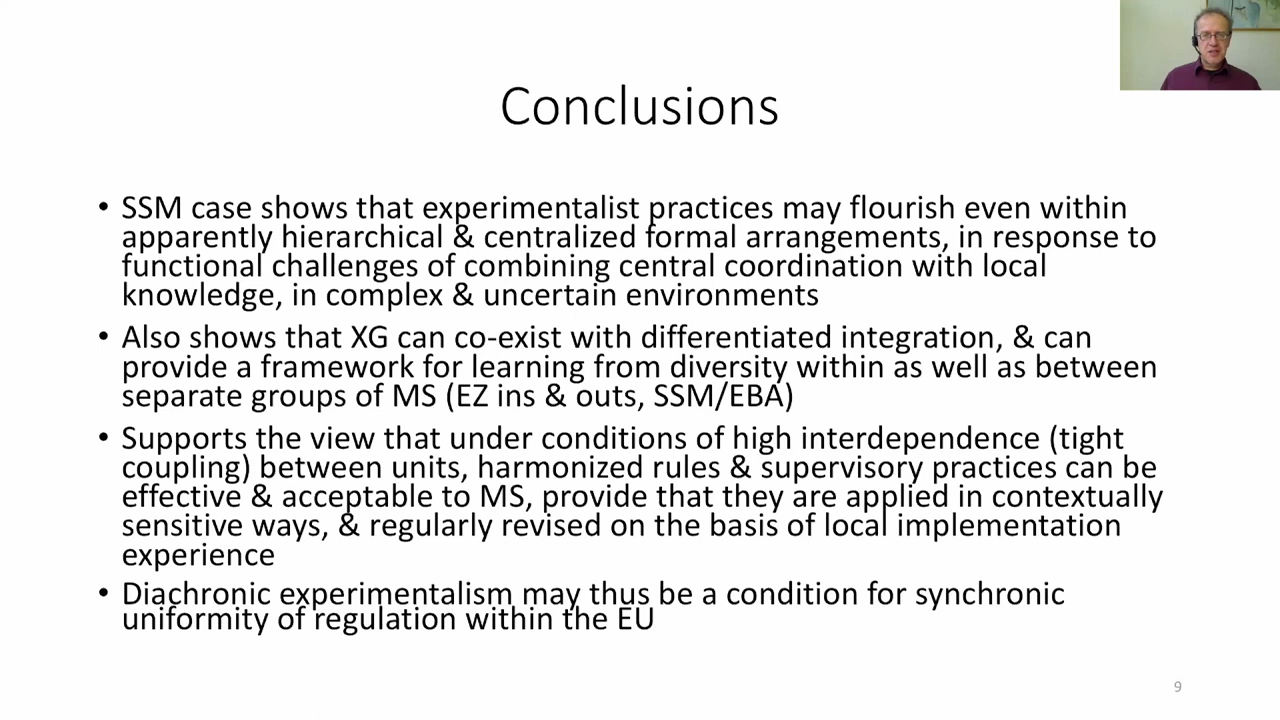 Conclusions
• SSM case shows that experimentalist practices may flourish even within
apparently hierarchical & centralized formal arrangements, in response to
functional challenges of combining central coordination with local
knowledge, in complex & uncertain environments
• Also shows that XG can co-exist with differentiated integration, & can
provide a framework for learning from diversity within as well as between
separate groups of MS (EZ ins & outs, SSM/EBA)
• Supports the view that under conditions of high interdependence (tight
coupling) between units, harmonized rules & supervisory practices can be
effective & acceptable to MS, provide that they are applied in contextually
sensitive ways, & regularly revised on the basis of local implementation
experience
• Diachronic experimentalism may thus be a condition for synchronic
uniformity of regulation within the EU
9